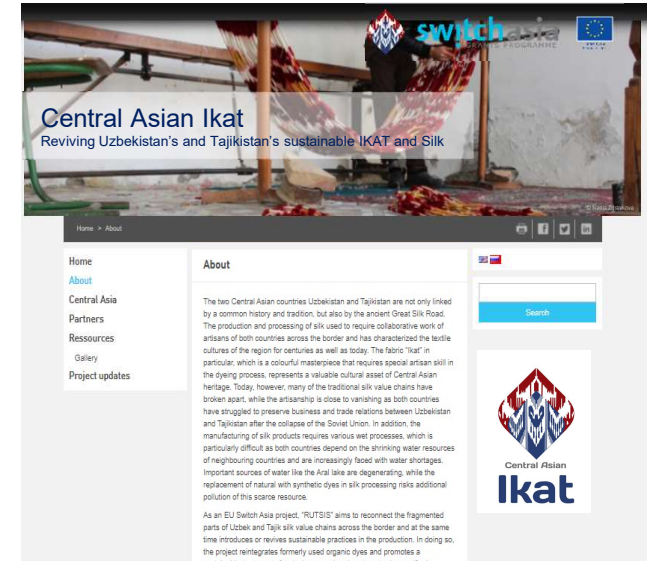 switchasia
GRANTS PROGRAMME
Central Asian Ikat
Reviving Uzbekistan's and Tajikistan's sustainable IKAT and Silk
Home > About
Home
About
Central Asia
Partners
Ressources
Gallery
Project updates
About
The two Central Asian countries Uzbekistan and Tajikistan are not only linked
by a common history and tradition, but also by the ancient Great Silk Road.
The production and processing of silk used to require collaborative work of
artisans of both countries across the border and has characterized the textile
cultures of the region for centuries as well as today. The fabric "Ikat" in
particular, which is a colourful masterpiece that requires special artisan skill in
the dyeing process, represents a valuable cultural asset of Central Asian
heritage. Today, however, many of the traditional silk value chains have
broken apart, while the artisanship is close to vanishing as both countries
have struggled to preserve business and trade relations between Uzbekistan
and Tajikistan after the collapse of the Soviet Union. In addition, the
manufacturing of silk products requires various wet processes, which is
particularly difficult as both countries depend on the shrinking water resources
of neighbouring countries and are increasingly faced with water shortages.
Important sources of water like the Aral lake are degenerating, while the
replacement of natural with synthetic dyes in silk processing risks additional
pollution of this scarce resource.
As an EU Switch Asia project, "RUTSIS" aims to reconnect the fragmented
parts of Uzbek and Tajik silk value chains across the border and at the same
time introduces or revives sustainable practices in the production. In doing so,
the project reintegrates formerly used organic dyes and promotes a
Search
Central Asian
Ikat